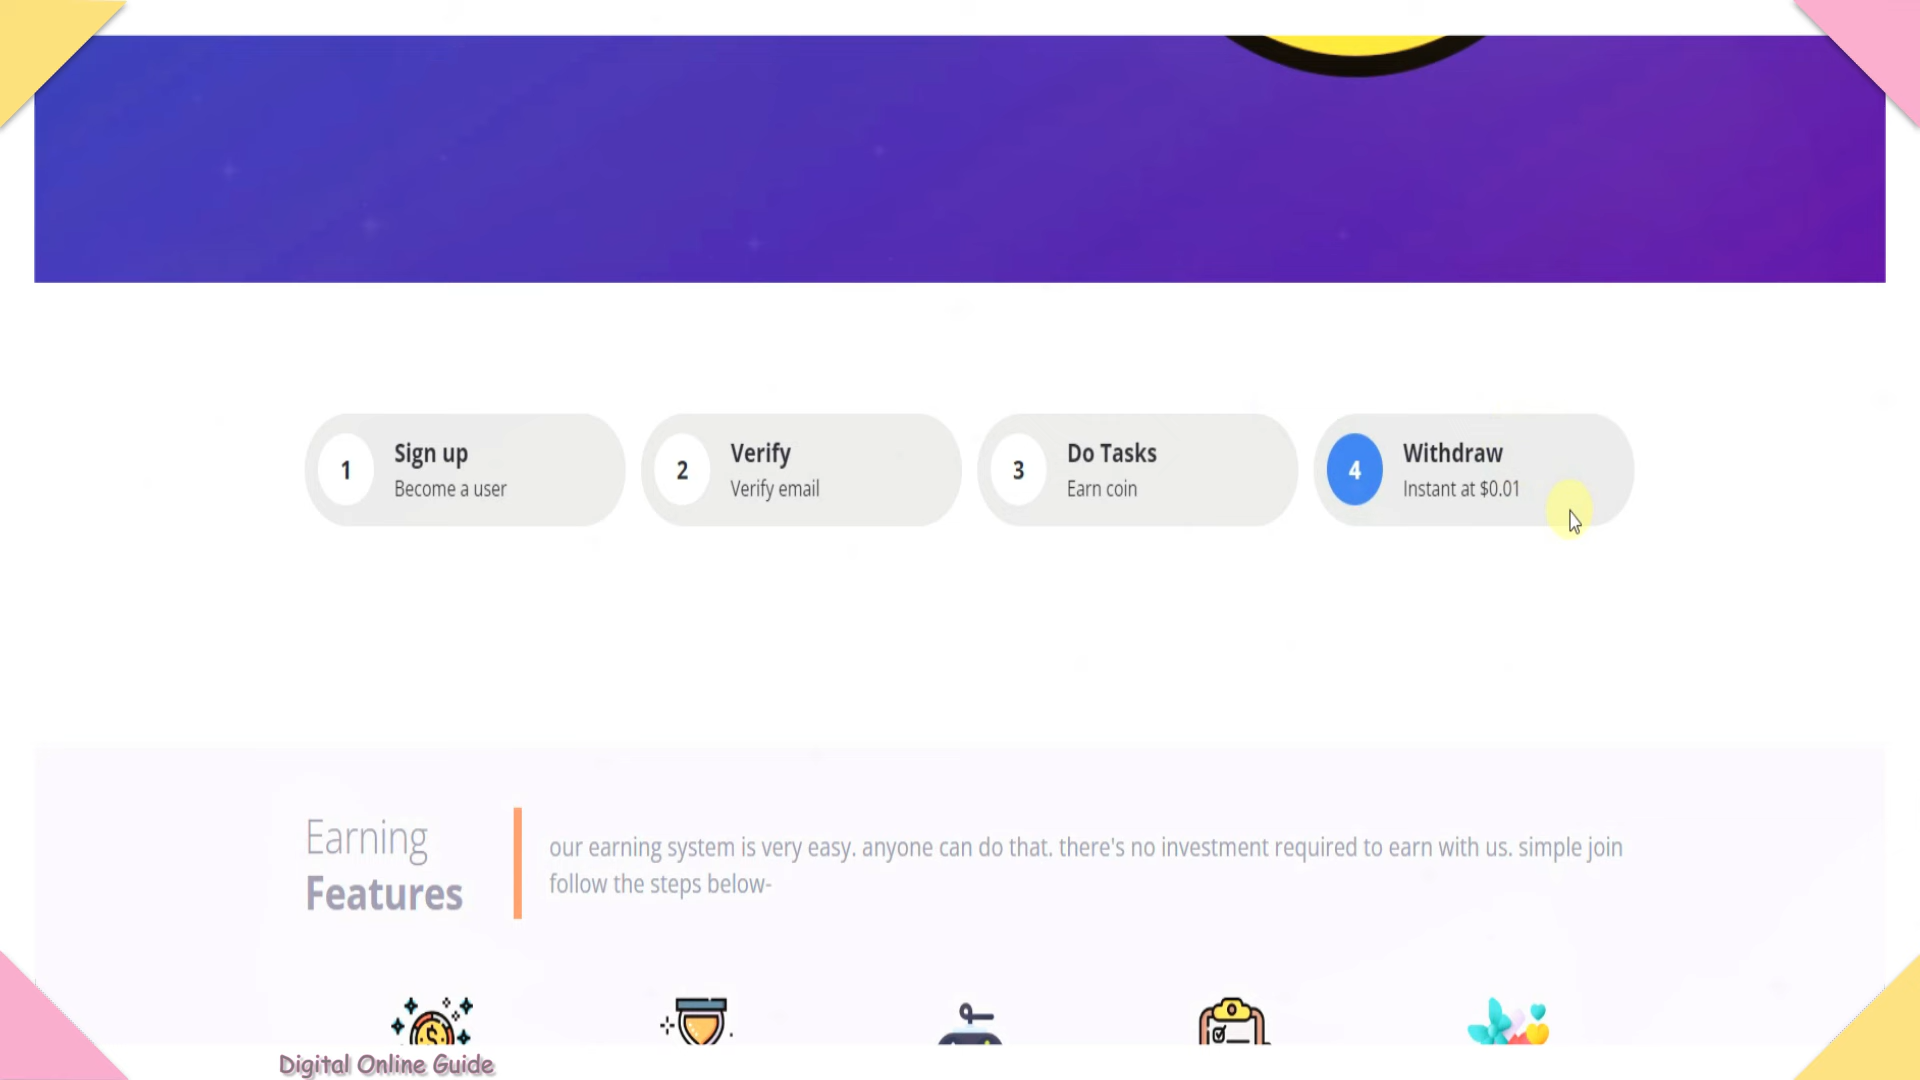 1
Sign up
Become a user
2
Verify
Verify email
3
Do Tasks
Earn coin
4
Withdraw
Instant at $0.01
Earning
Features
our earning system is very easy. anyone can do that. there's no investment required to earn with us. simple join
follow the steps below-
Digital Online Guide